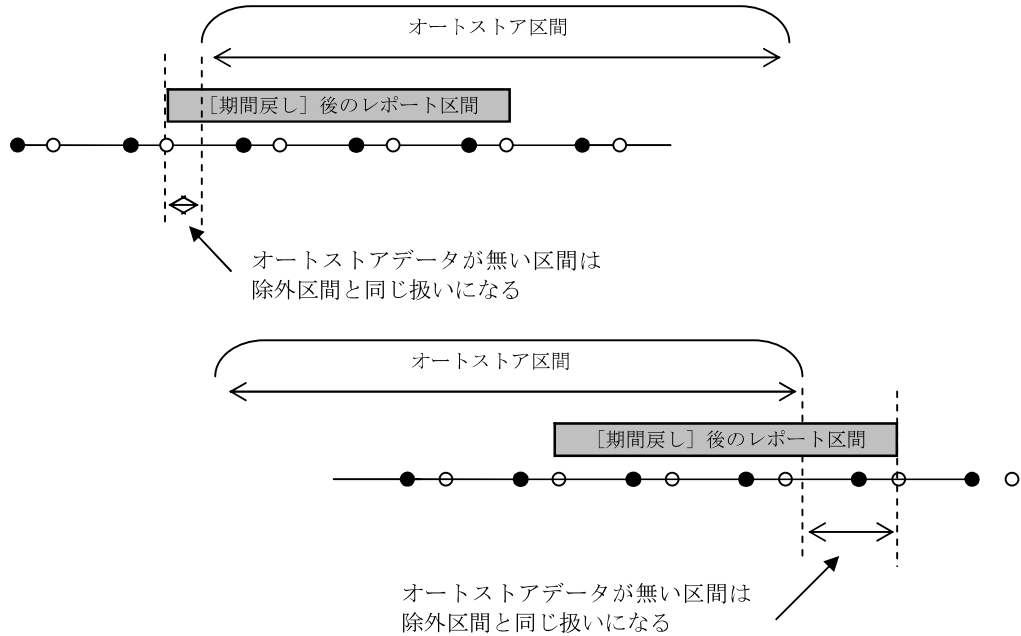 オートストア区間
［期間戻し］後のレポート区間
オートストアデータが無い区間は
除外区間と同じ扱いになる
オートストア区間
［期間戻し］後のレポート区間
オートストアデータが無い区間は
除外区間と同じ扱いになる